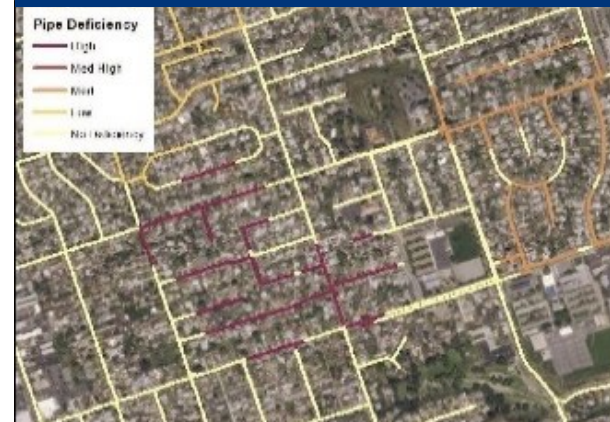 Pipe Deficiency
High
Med High
Med
Low
No Deficiency